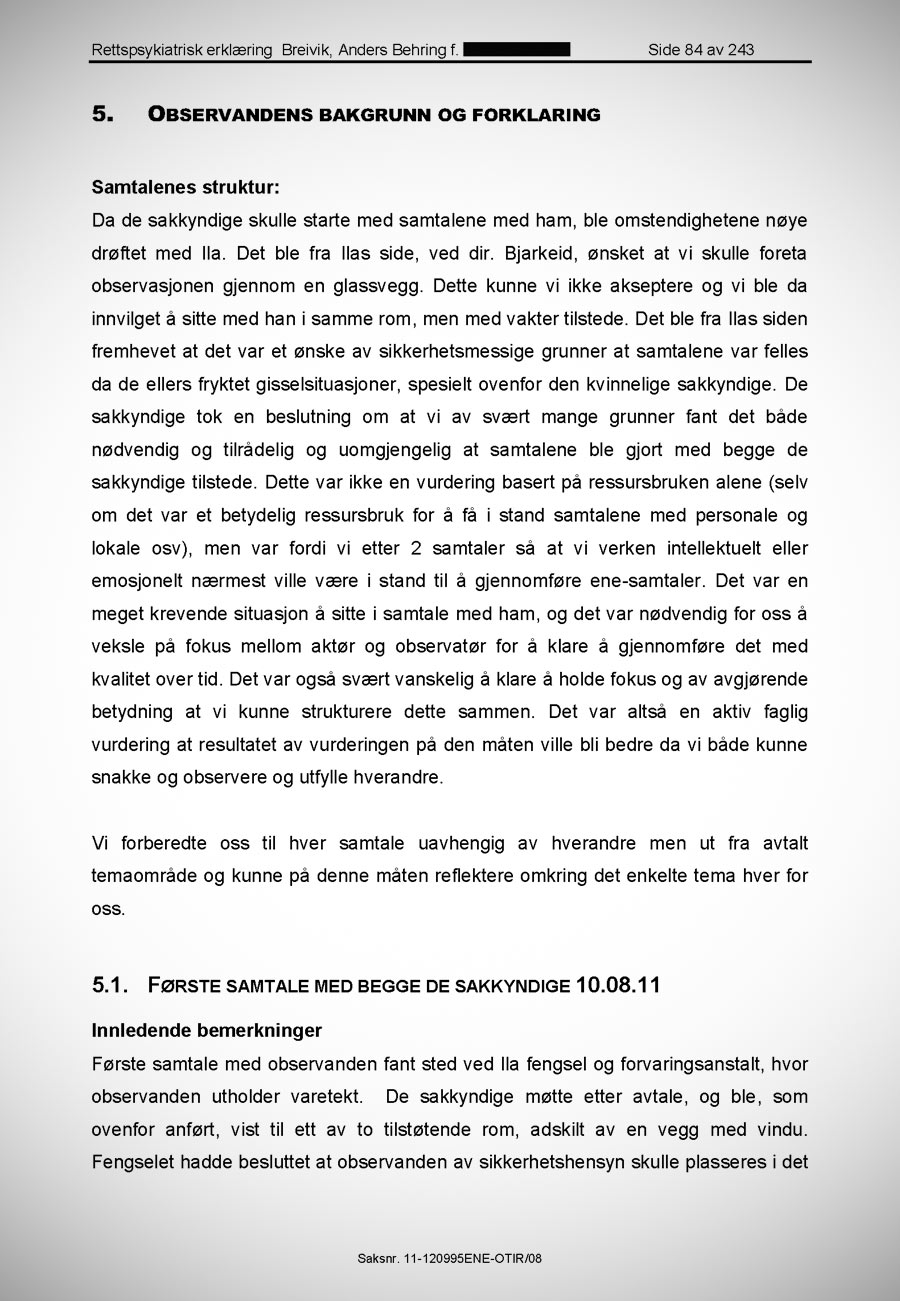 Rettspsykiatrisk erklæring Breivik, Anders Behring f. Side 84 av 243
5. OBSERVANDENS BAKGRUNN OG FORKLARING
Samtalenes struktur:
Da de sakkyndige skulle starte med samtalene med ham, ble omstendighetene nøye
drøftet med Ila. Det ble fra Ilas side, ved dir. Bjarkeid, ønsket at vi skulle foreta
observasjonen gjennom en glassvegg. Dette kunne vi ikke akseptere og vi ble da
innvilget å sitte med han i samme rom, men med vakter tilstede. Det ble fra Ilas siden
fremhevet at det var et ønske av sikkerhetsmessige grunner at samtalene var felles
da de ellers fryktet gisselsituasjoner, spesielt ovenfor den kvinnelige sakkyndige. De
sakkyndige tok en beslutning om at vi av svært mange grunner fant det både
nødvendig og tilrådelig og uomgjengelig at samtalene ble gjort med begge de
sakkyndige tilstede. Dette var ikke en vurdering basert på ressursbruken alene (selv
om det var et betydelig ressursbruk for å få i stand samtalene med personale og
lokale osv), men var fordi vi etter 2 samtaler så at vi verken intellektuelt eller
emosjonelt nærmest ville være i stand til å gjennomføre ene-samtaler. Det var en
meget krevende situasjon å sitte i samtale med ham, og det var nødvendig for oss å
veksle på fokus mellom aktør og observatør for å klare å gjennomføre det med
kvalitet over tid. Det var også svært vanskelig å klare å holde fokus og av avgjørende
betydning at vi kunne strukturere dette sammen. Det var altså en aktiv faglig
vurdering at resultatet av vurderingen på den måten ville bli bedre da vi både kunne
snakke og observere og utfylle hverandre.
Vi forberedte oss til hver samtale uavhengig av hverandre men ut fra avtalt
temaområde og kunne på denne måten reflektere omkring det enkelte tema hver for
oss.
5.1. FØRSTE SAMTALE MED BEGGE DE SAKKYNDIGE 10.08.11
Innledende bemerkninger
Første samtale med observanden fant sted ved Ila fengsel og forvaringsanstalt, hvor
observanden utholder varetekt. De sakkyndige møtte etter avtale, og ble, som
ovenfor anført, vist til ett av to tilstøtende rom, adskilt av en vegg med vindu.
Fengselet hadde besluttet at observanden av sikkerhetshensyn skulle plasseres i det
Saksnr. 11-120995ENE-OTIR/08